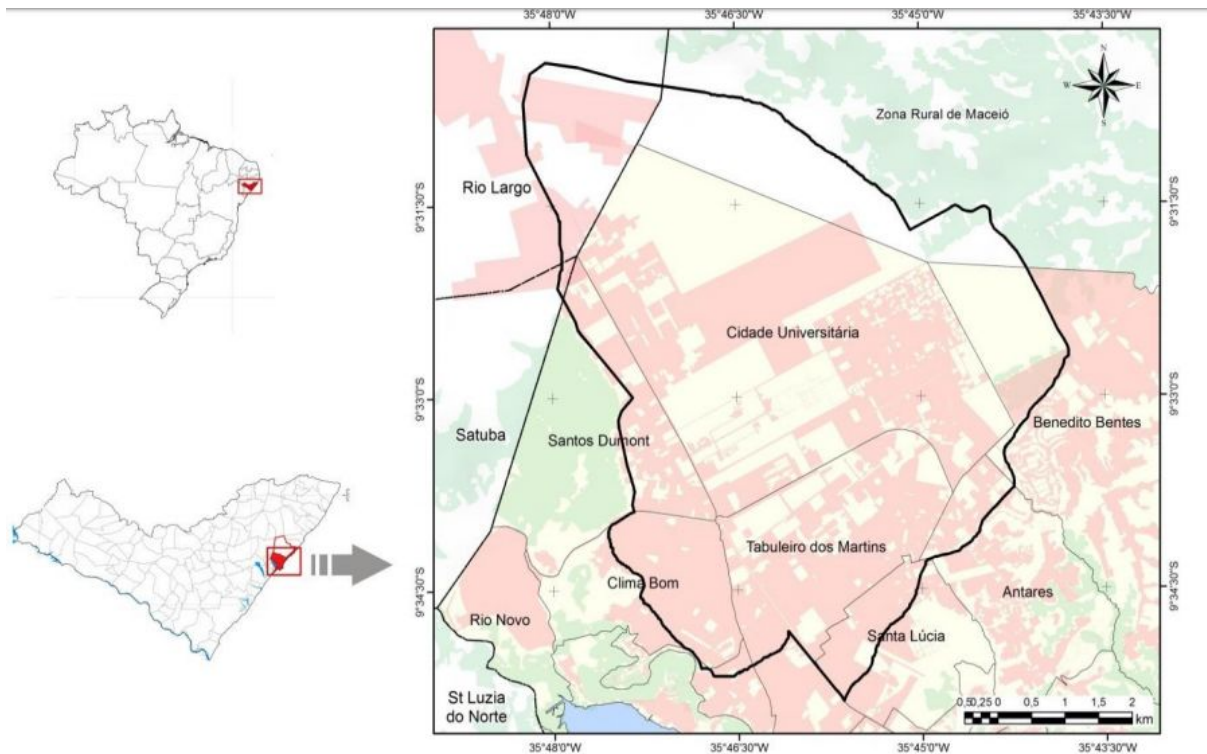 35°48'0"W 35°46'30"W 35°45'0"W 35°43'30"W
N
W E
S
Zona Rural de Maceió
Rio Largo
9°31'30"S 9°31'30"S
Cidade Universitária
9°33'0"S 9°33'0"S
Satuba Santos Dumont Benedito Bentes
Tabuleiro dos Martins
9°34'30"S 9°34'30"S
Clima Bom Antares
Rio Novo Santa Lúcia
St Luzia
do Norte
0,5 0,25 0 0,5 1 1,5 2
km
35°48'0"W 35°46'30"W 35°45'0"W 35°43'30"W